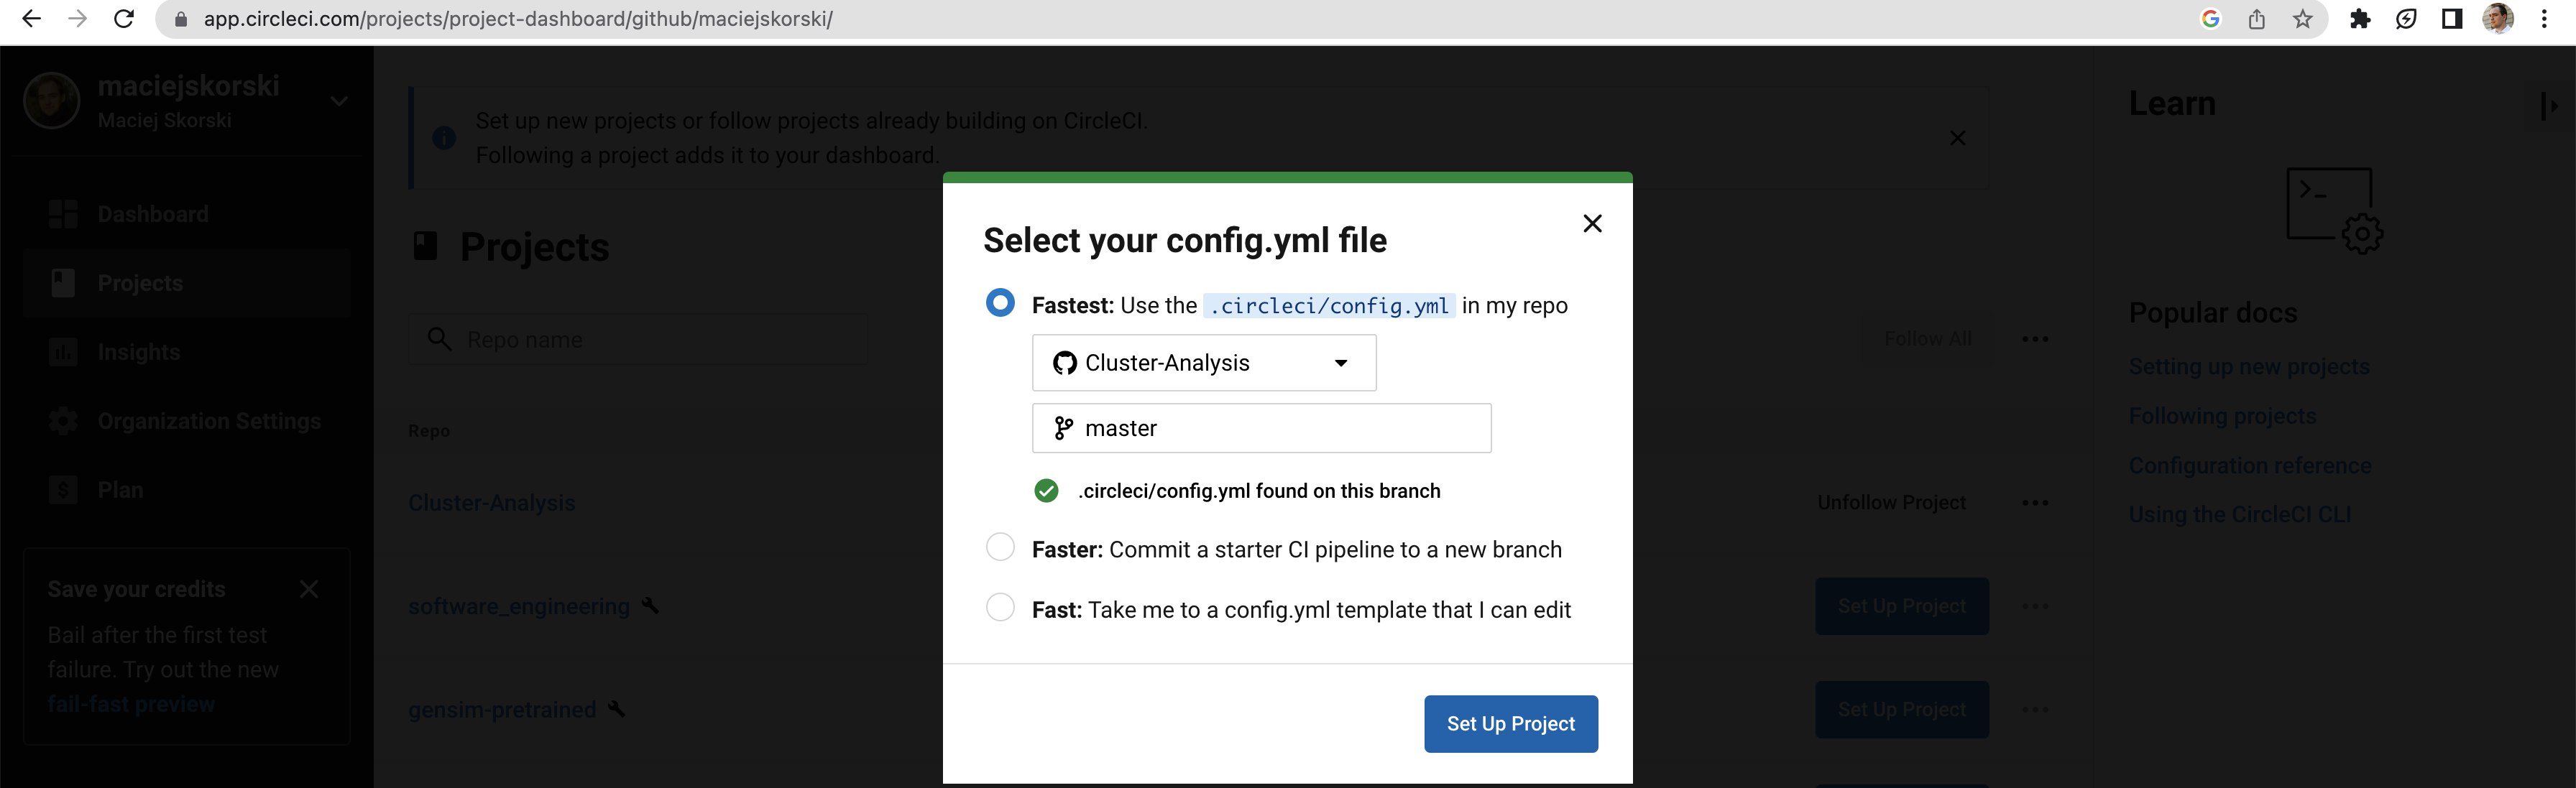 app.circleci.com/projects/project-dashboard/github/maciejskorski/
maciejskorski
Maciej Skorski
Dashboard
Projects
Insights
Organization Settings
Plan
Save your credits
Bail after the first test
failure. Try out the new
fail-fast preview
Set up new projects or follow projects already building on CircleCI.
Following a project adds it to your dashboard.
Projects
Repo name
Follow All
Repo
Cluster-Analysis
Unfollow Project
software_engineering
Set Up Project
gensim-pretrained
Set Up Project
Select your config.yml file
Fastest: Use the .circleci/config.yml in my repo
Cluster-Analysis
master
.circleci/config.yml found on this branch
Faster: Commit a starter CI pipeline to a new branch
Fast: Take me to a config.yml template that I can edit
Set Up Project
Learn
Popular docs
Setting up new projects
Following projects
Configuration reference
Using the CircleCI CLI